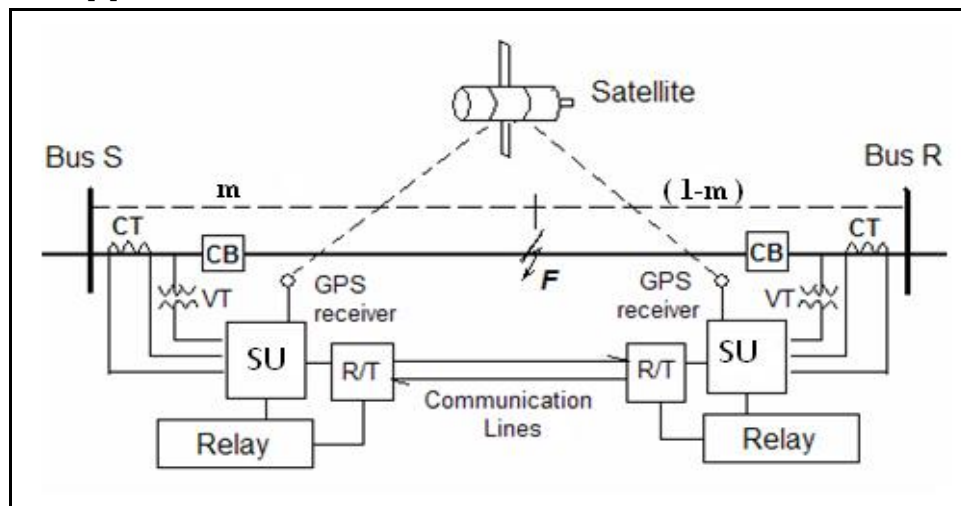 Satellite
Bus S
Bus R
m
(1-m)
CT
CT
CB
CB
F
VT
VT
GPS
receiver
GPS
receiver
SU
SU
R/T
R/T
Communication
Lines
Relay
Relay